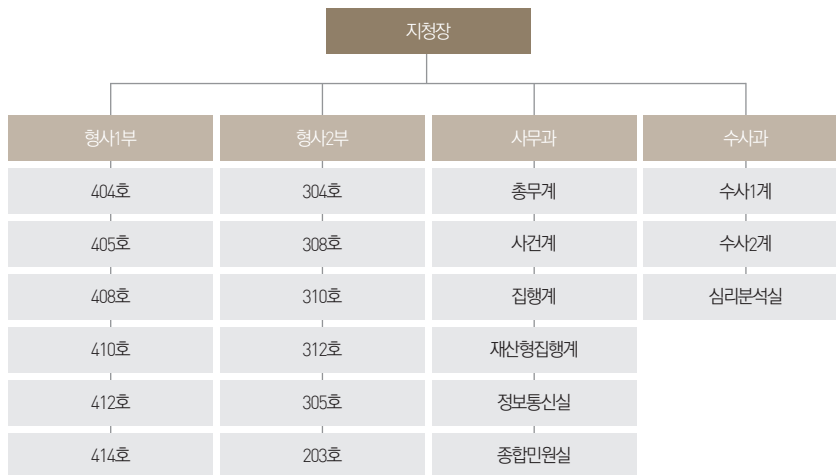 지청장
형사1부 형사2부 사무과 수사과
404호 304호 총무계 수사1계
405호 308호 사건계 수사2계
408호 310호 집행계 심리분석실
410호 312호 재산형집행계
412호 305호 정보통신실
414호 203호 종합민원실